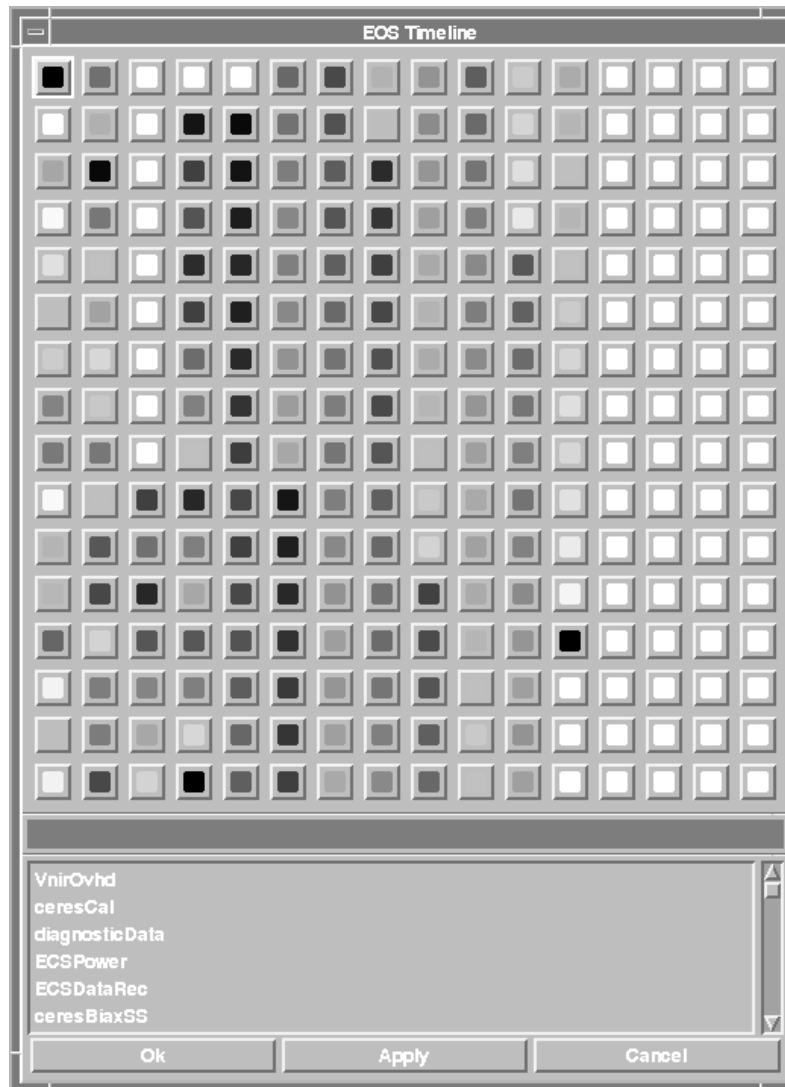 EOS Timeline
VnirOvhd
ceresCal
diagnosticData
ECSPower
ECSDataRec
ceresBiaxSS
Ok Apply Cancel